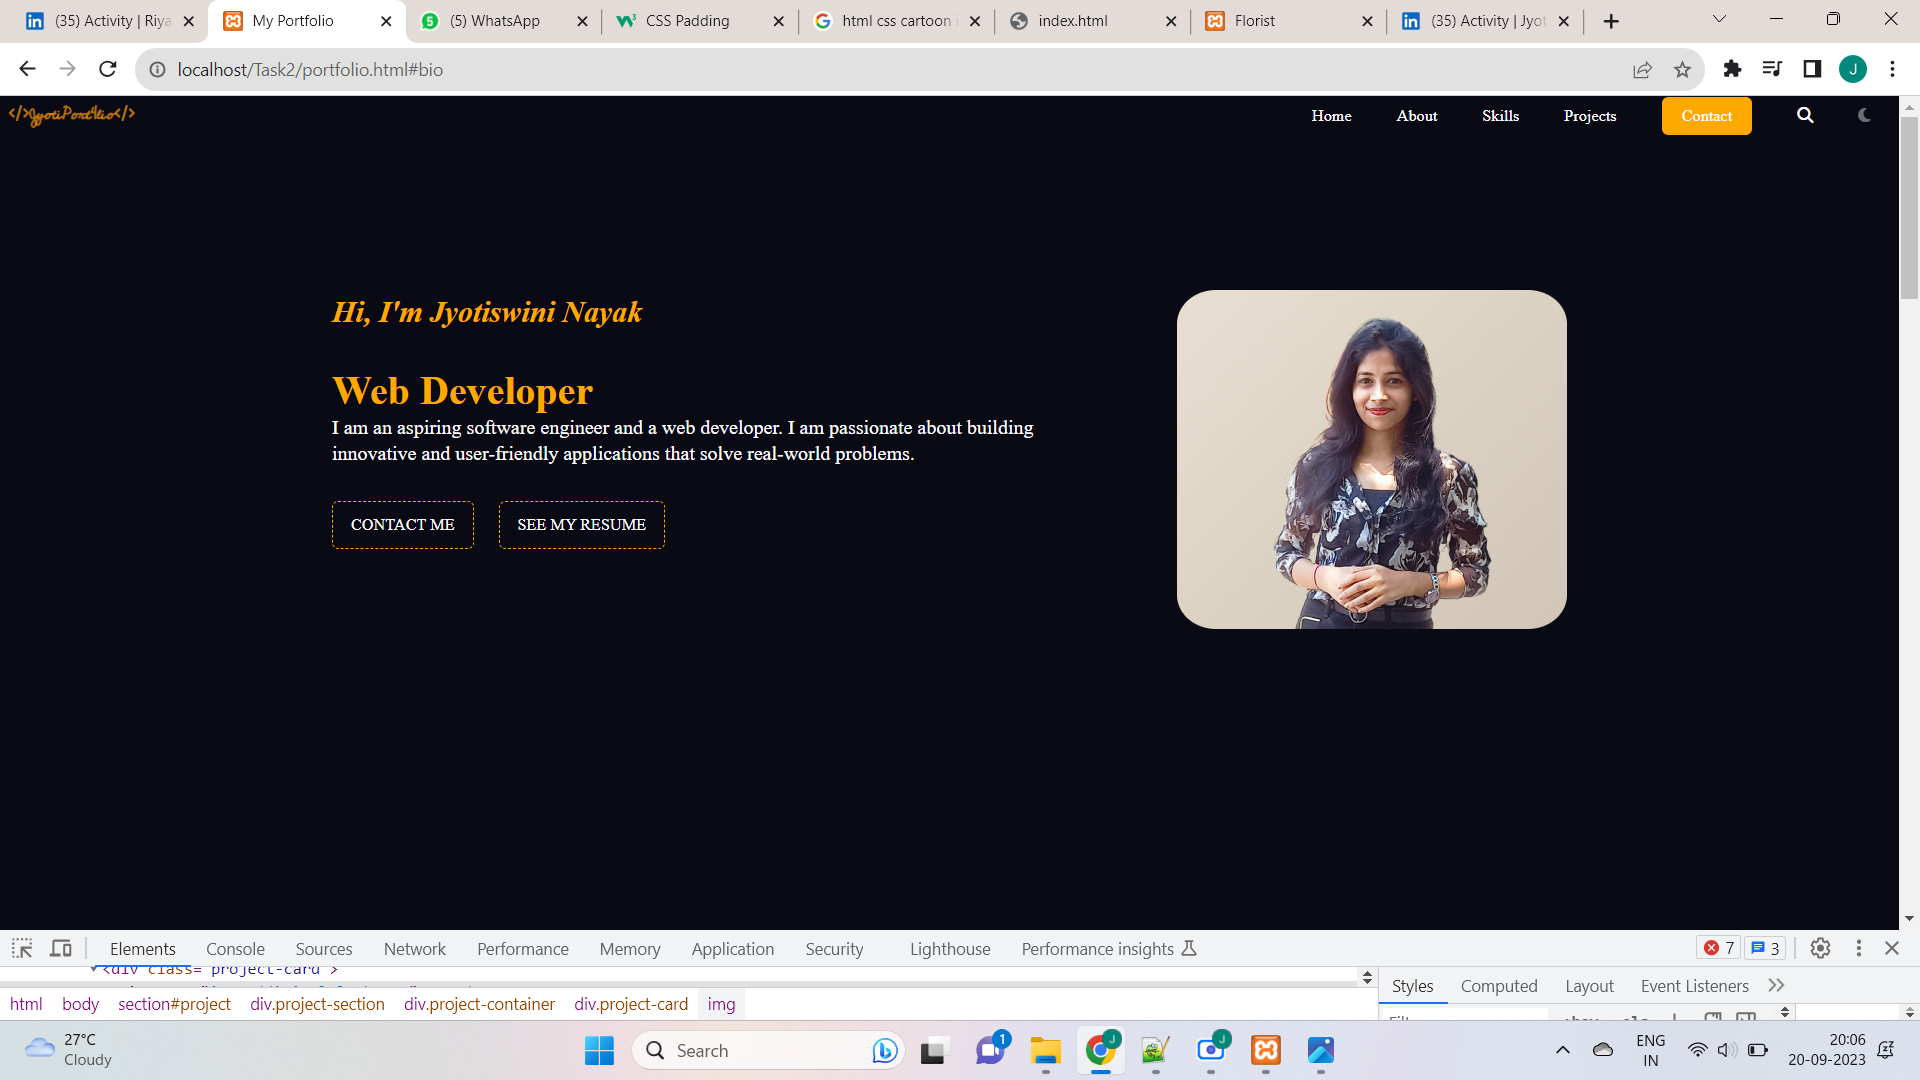 (35) Activity | Riya
My Portfolio
(5) WhatsApp
CSS Padding
html css cartoon i
index.html
Florist
(35) Activity | Jyot
localhost/Task2/portfolio.html#bio
J
</>JyotiPortfolio</>
Home
About
Skills
Projects
Contact
Hi, I'm Jyotiswini Nayak
Web Developer
I am an aspiring software engineer and a web developer. I am passionate about building
innovative and user-friendly applications that solve real-world problems.
CONTACT ME
SEE MY RESUME
Elements
Console
Sources
Network
Performance
Memory
Application
Security
Lighthouse
Performance insights
7
3
<div class="project-card">
Styles
Computed
Layout
Event Listeners
html
body
section#project
div.project-section
div.project-container
div.project-card
img
27°C
Cloudy
Search
1
J
J
ENG
IN
20:06
20-09-2023